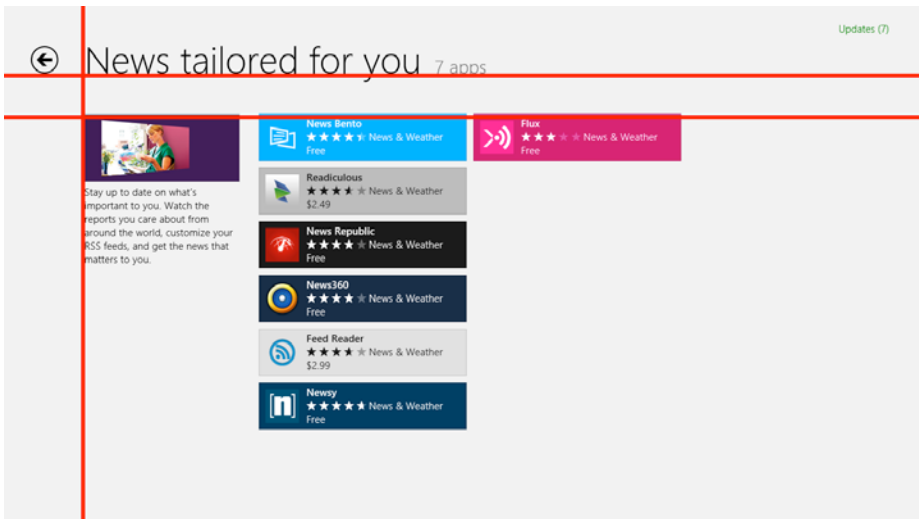 Updates (7)
News tailored for you 7 apps
Stay up to date on what's
important to you. Watch the
reports you care about from
around the world, customize your
RSS feeds, and get the news that
matters to you.
News Bento
News & Weather
Free
Readiculous
News & Weather
$2.49
News Republic
News & Weather
Free
News360
News & Weather
Free
Feed Reader
News & Weather
$2.99
[n]
Newsy
News & Weather
Free
Flux
News & Weather
Free